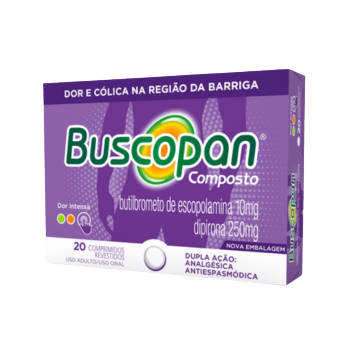 DOR E CÓLICA NA REGIÃO DA BARRIGA
Buscopan®
Composto
Dor intensa
butilbrometo de escopolamina 10mg
dipirona 250mg
NOVA EMBALAGEM
20 COMPRIMIDOS
REVESTIDOS
USO ADULTO/USO ORAL
DUPLA AÇÃO:
ANALGÉSICA
ANTIESPASMÓDICA
Buscopan
20